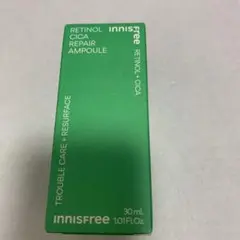 RETINOL
CICA
REPAIR
AMPOULE
innisfree
RETINOL + CICA
TROUBLE CARE + RESURFACE
30 mL
1.01 FL.Oz.
innisfree